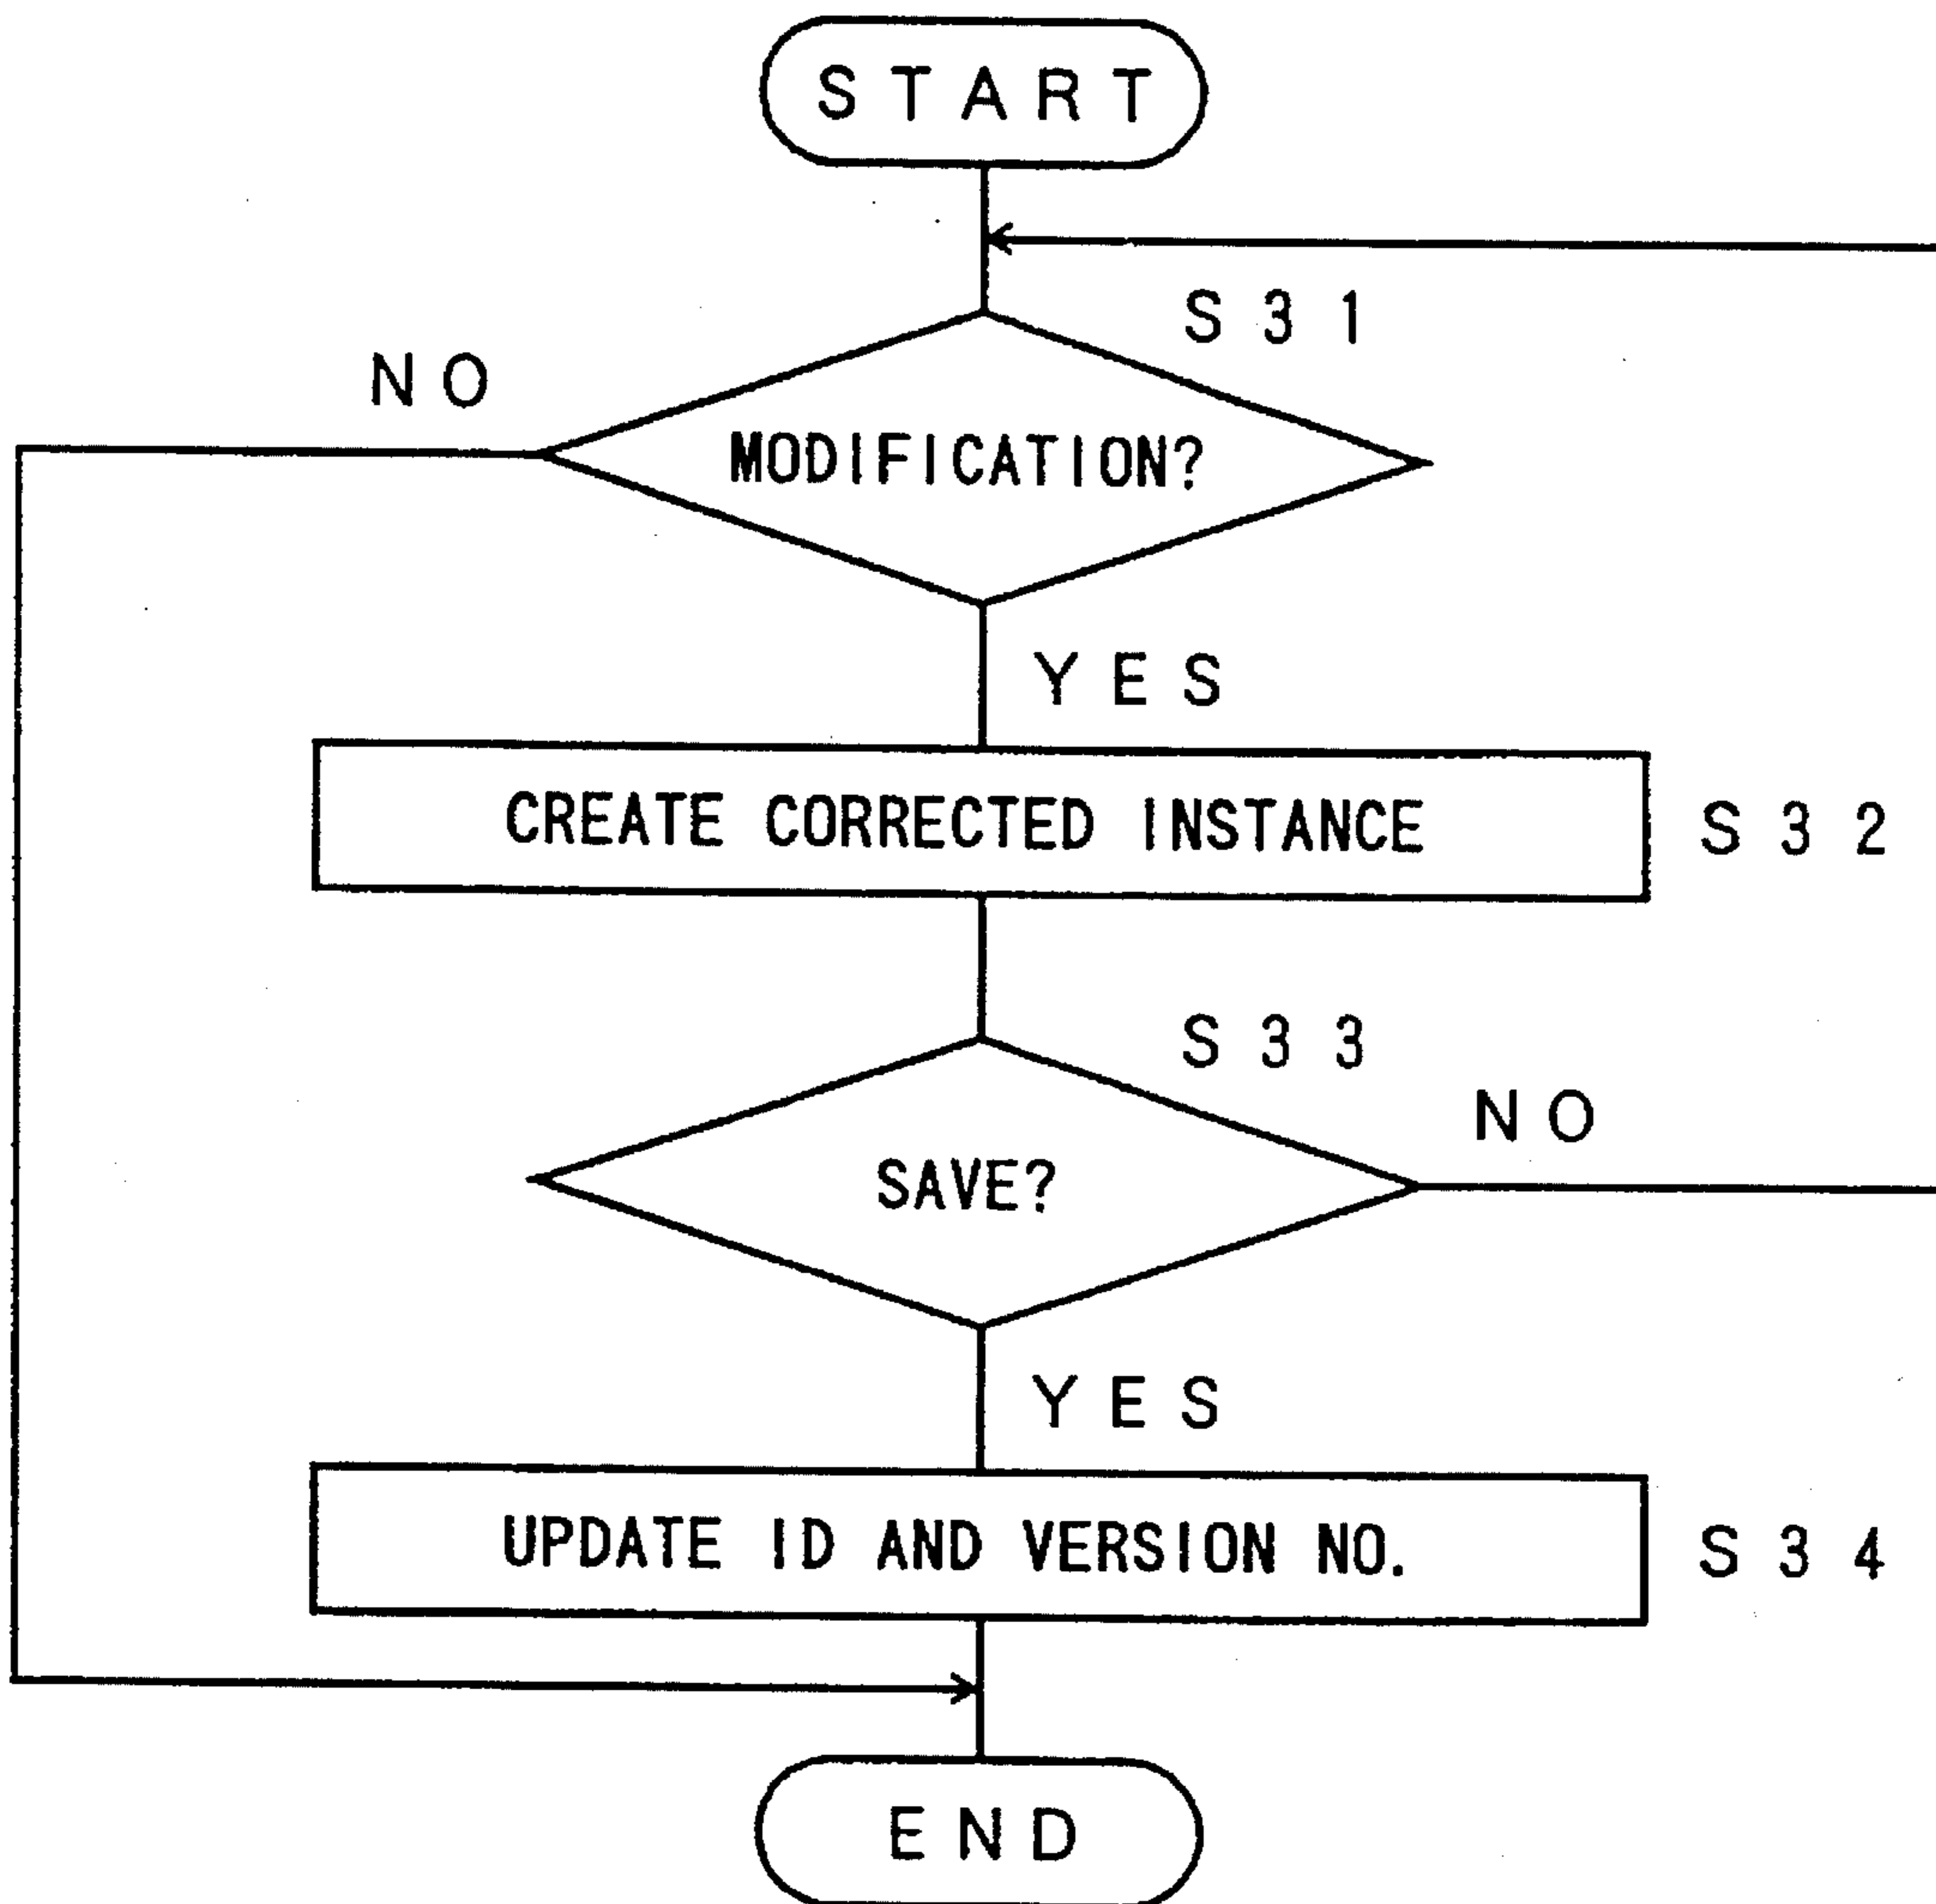 START
S31
NO
MODIFICATION?
YES
CREATE CORRECTED INSTANCE
S32
S33
NO
SAVE?
YES
UPDATE ID AND VERSION NO.
S34
END